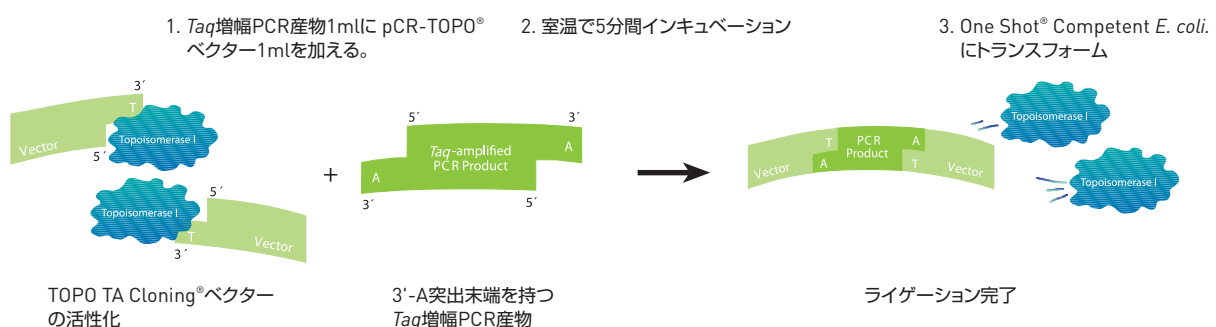 1. Taq増幅PCR産物1mlに pCR-TOPO®
ベクター1mlを加える。
2. 室温で5分間インキュベーション
3. One Shot® Competent E. coli.
にトランスフォーム
3´
T
Topoisomerase I
Vector
5´
5´
Topoisomerase I
T
Vector
3´
+
5´
3´
A
Taq-amplified
PCR Product
A
3´
5´
T
PCR
Product
A
A
T
Vector
Vector
Topoisomerase I
Topoisomerase I
TOPO TA Cloning®ベクター
の活性化
3'-A突出末端を持つ
Taq増幅PCR産物
ライゲーション完了